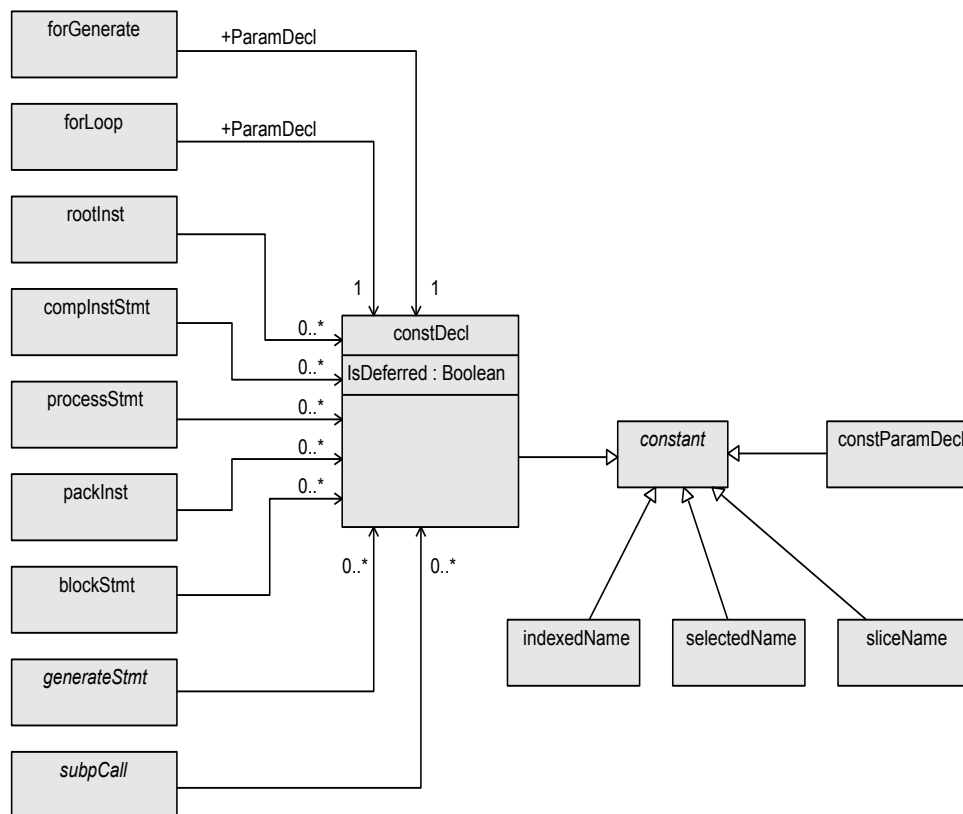 forGenerate
+ParamDecl
forLoop
+ParamDecl
rootInst
1
1
compInstStmt
0..*
constDecl
0..*
IsDeferred : Boolean
processStmt
0..*
constant
constParamDecl
0..*
packInst
0..*
0..*
0..*
blockStmt
indexedName
selectedName
sliceName
generateStmt
subpCall